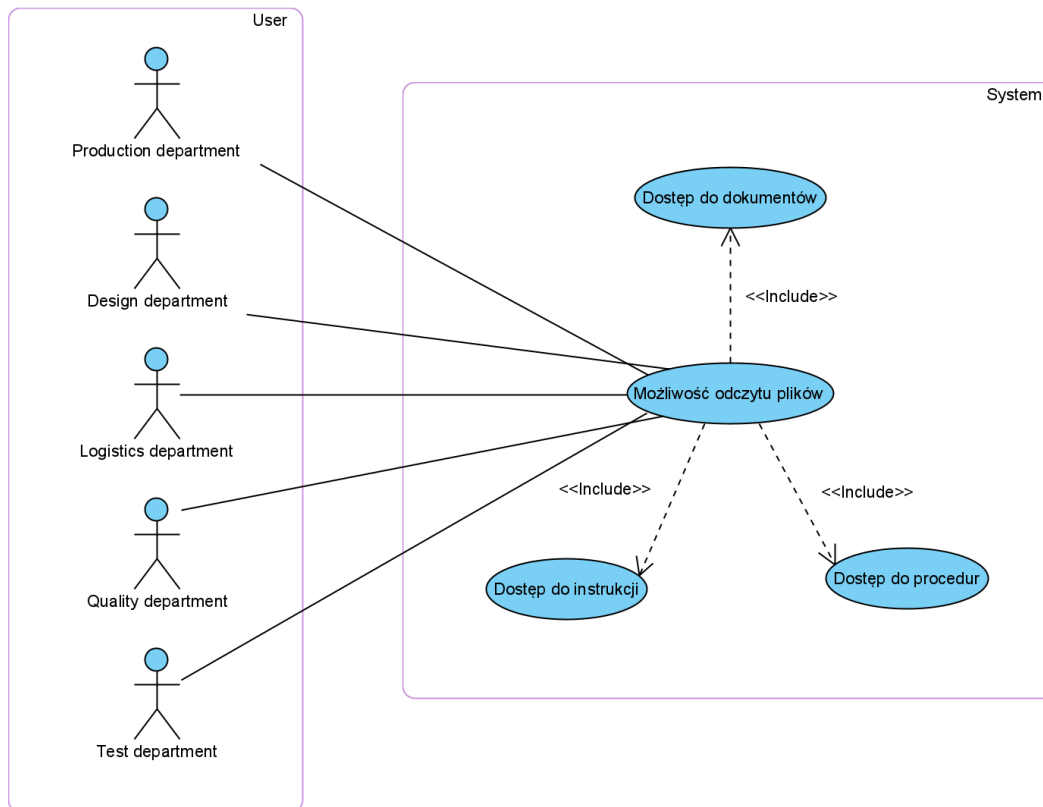 User
System
Production department
Dostęp do dokumentów
Design department
<<Include>>
Możliwość odczytu plików
Logistics department
<<Include>>
<<Include>>
Dostęp do instrukcji
Dostęp do procedur
Quality department
Test department